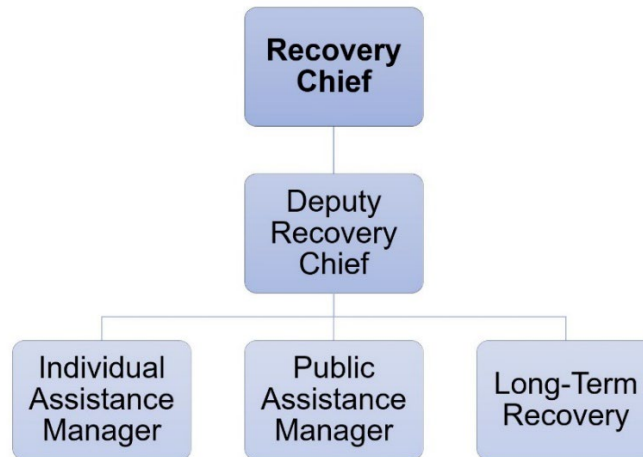 Recovery
Chief
Deputy
Recovery
Chief
Individual
Assistance
Manager
Public
Assistance
Manager
Long-Term
Recovery